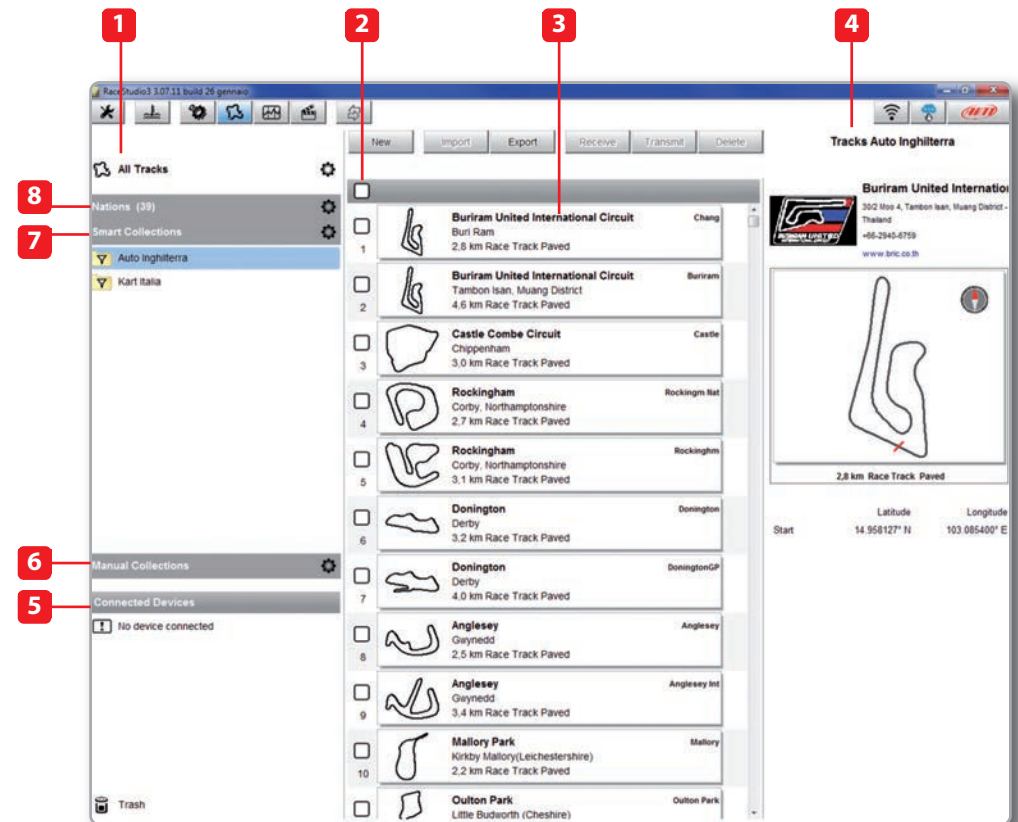 1
2
3
4
RaceStudio3 3.07.11 build 26 gennaio
New
Import
Export
Receive
Transmit
Delete
Tracks Auto Inghilterra
All Tracks
8
Nations (39)
7
Smart Collections
Auto Inghilterra
Kart Italia
6
Manual Collections
5
Connected Devices
No device connected
Trash
Buriram United International Circuit
Chang
Buri Ram
2,8 km Race Track Paved
1
Buriram United International Circuit
Buriram
Tambon Isan, Muang District
4,6 km Race Track Paved
2
Castle Combe Circuit
Castle
Chippenham
3,0 km Race Track Paved
3
Rockingham
Rockingm Nat
Corby, Northamptonshire
2,7 km Race Track Paved
4
Rockingham
Rockinghm
Corby, Northamptonshire
3,1 km Race Track Paved
5
Donington
Donington
Derby
3,2 km Race Track Paved
6
Donington
DoningtonGP
Derby
4,0 km Race Track Paved
7
Anglesey
Anglesey
Gwynedd
2,5 km Race Track Paved
8
Anglesey
Anglesey Int
Gwynedd
3,4 km Race Track Paved
9
Mallory Park
Mallory
Kirkby Mallory(Leichestershire)
2,2 km Race Track Paved
10
Oulton Park
Oulton Park
Little Budworth (Cheshire)
Buriram United Internation
30/2 Moo 4, Tambon Isan, Muang District -
Thailand
+66-2940-6759
www.bric.co.th
BURIRAM UNITED
INTERNATIONAL CIRCUIT
2,8 km Race Track Paved
Latitude
Longitude
Start
14.958127° N
103.085400° E